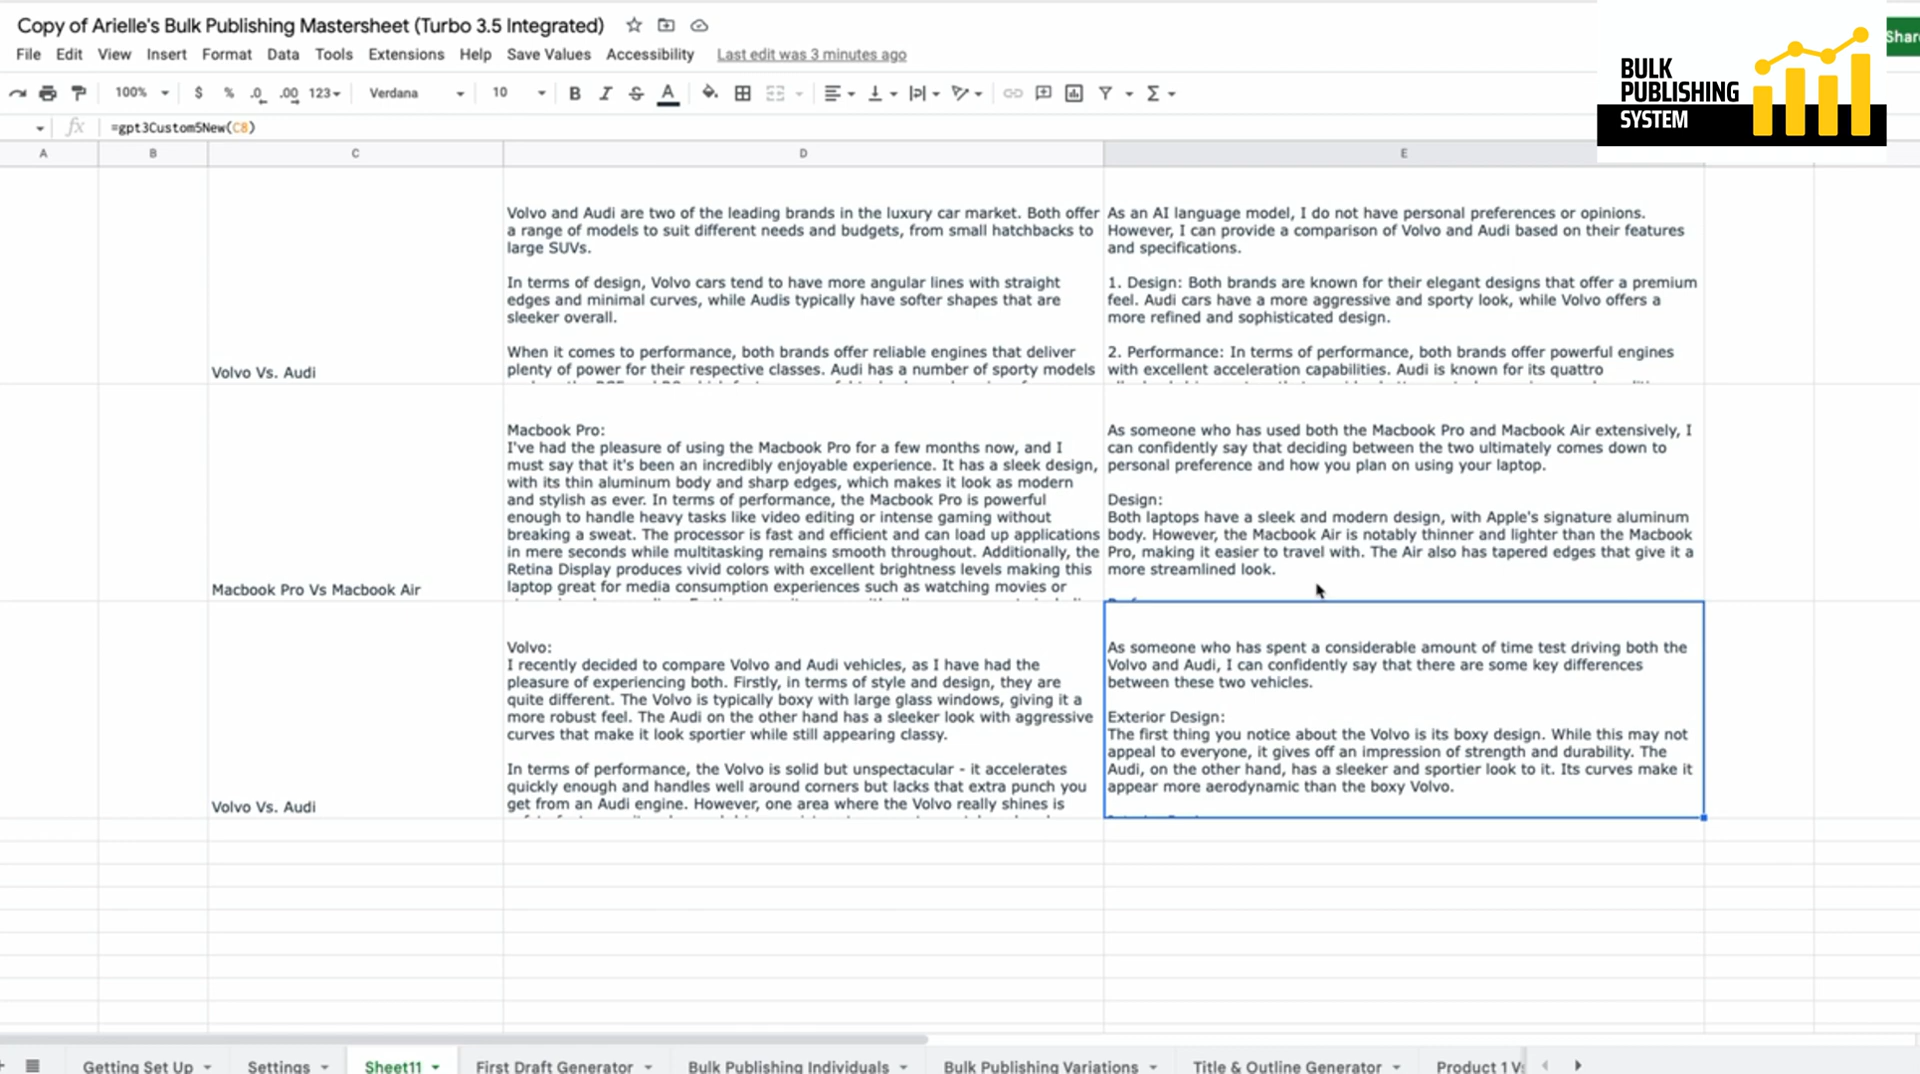 Copy of Arielle's Bulk Publishing Mastersheet (Turbo 3.5 Integrated)
File Edit View Insert Format Data Tools Extensions Help Save Values Accessibility Last edit was 3 minutes ago
Shar
BULK
PUBLISHING
SYSTEM
100% $ % .0 .00 123 Verdana 10 B I S A
fx =gpt3Custom5New(C8)
A B C D E
Volvo Vs. Audi
Volvo and Audi are two of the leading brands in the luxury car market. Both offer
a range of models to suit different needs and budgets, from small hatchbacks to
large SUVs.
In terms of design, Volvo cars tend to have more angular lines with straight
edges and minimal curves, while Audis typically have softer shapes that are
sleeker overall.
When it comes to performance, both brands offer reliable engines that deliver
plenty of power for their respective classes. Audi has a number of sporty models
As an AI language model, I do not have personal preferences or opinions.
However, I can provide a comparison of Volvo and Audi based on their features
and specifications.
1. Design: Both brands are known for their elegant designs that offer a premium
feel. Audi cars have a more aggressive and sporty look, while Volvo offers a
more refined and sophisticated design.
2. Performance: In terms of performance, both brands offer powerful engines
with excellent acceleration capabilities. Audi is known for its quattro
Macbook Pro Vs Macbook Air
Macbook Pro:
I've had the pleasure of using the Macbook Pro for a few months now, and I
must say that it's been an incredibly enjoyable experience. It has a sleek design,
with its thin aluminum body and sharp edges, which makes it look as modern
and stylish as ever. In terms of performance, the Macbook Pro is powerful
enough to handle heavy tasks like video editing or intense gaming without
breaking a sweat. The processor is fast and efficient and can load up applications
in mere seconds while multitasking remains smooth throughout. Additionally, the
Retina Display produces vivid colors with excellent brightness levels making this
laptop great for media consumption experiences such as watching movies or
As someone who has used both the Macbook Pro and Macbook Air extensively, I
can confidently say that deciding between the two ultimately comes down to
personal preference and how you plan on using your laptop.
Design:
Both laptops have a sleek and modern design, with Apple's signature aluminum
body. However, the Macbook Air is notably thinner and lighter than the Macbook
Pro, making it easier to travel with. The Air also has tapered edges that give it a
more streamlined look.
Volvo Vs. Audi
Volvo:
I recently decided to compare Volvo and Audi vehicles, as I have had the
pleasure of experiencing both. Firstly, in terms of style and design, they are
quite different. The Volvo is typically boxy with large glass windows, giving it a
more robust feel. The Audi on the other hand has a sleeker look with aggressive
curves that make it look sportier while still appearing classy.
In terms of performance, the Volvo is solid but unspectacular - it accelerates
quickly enough and handles well around corners but lacks that extra punch you
get from an Audi engine. However, one area where the Volvo really shines is
As someone who has spent a considerable amount of time test driving both the
Volvo and Audi, I can confidently say that there are some key differences
between these two vehicles.
Exterior Design:
The first thing you notice about the Volvo is its boxy design. While this may not
appeal to everyone, it gives off an impression of strength and durability. The
Audi, on the other hand, has a sleeker and sportier look to it. Its curves make it
appear more aerodynamic than the boxy Volvo.
Getting Set Up Settings Sheet11 First Draft Generator Bulk Publishing Individuals Bulk Publishing Variations Title & Outline Generator Product 1 V